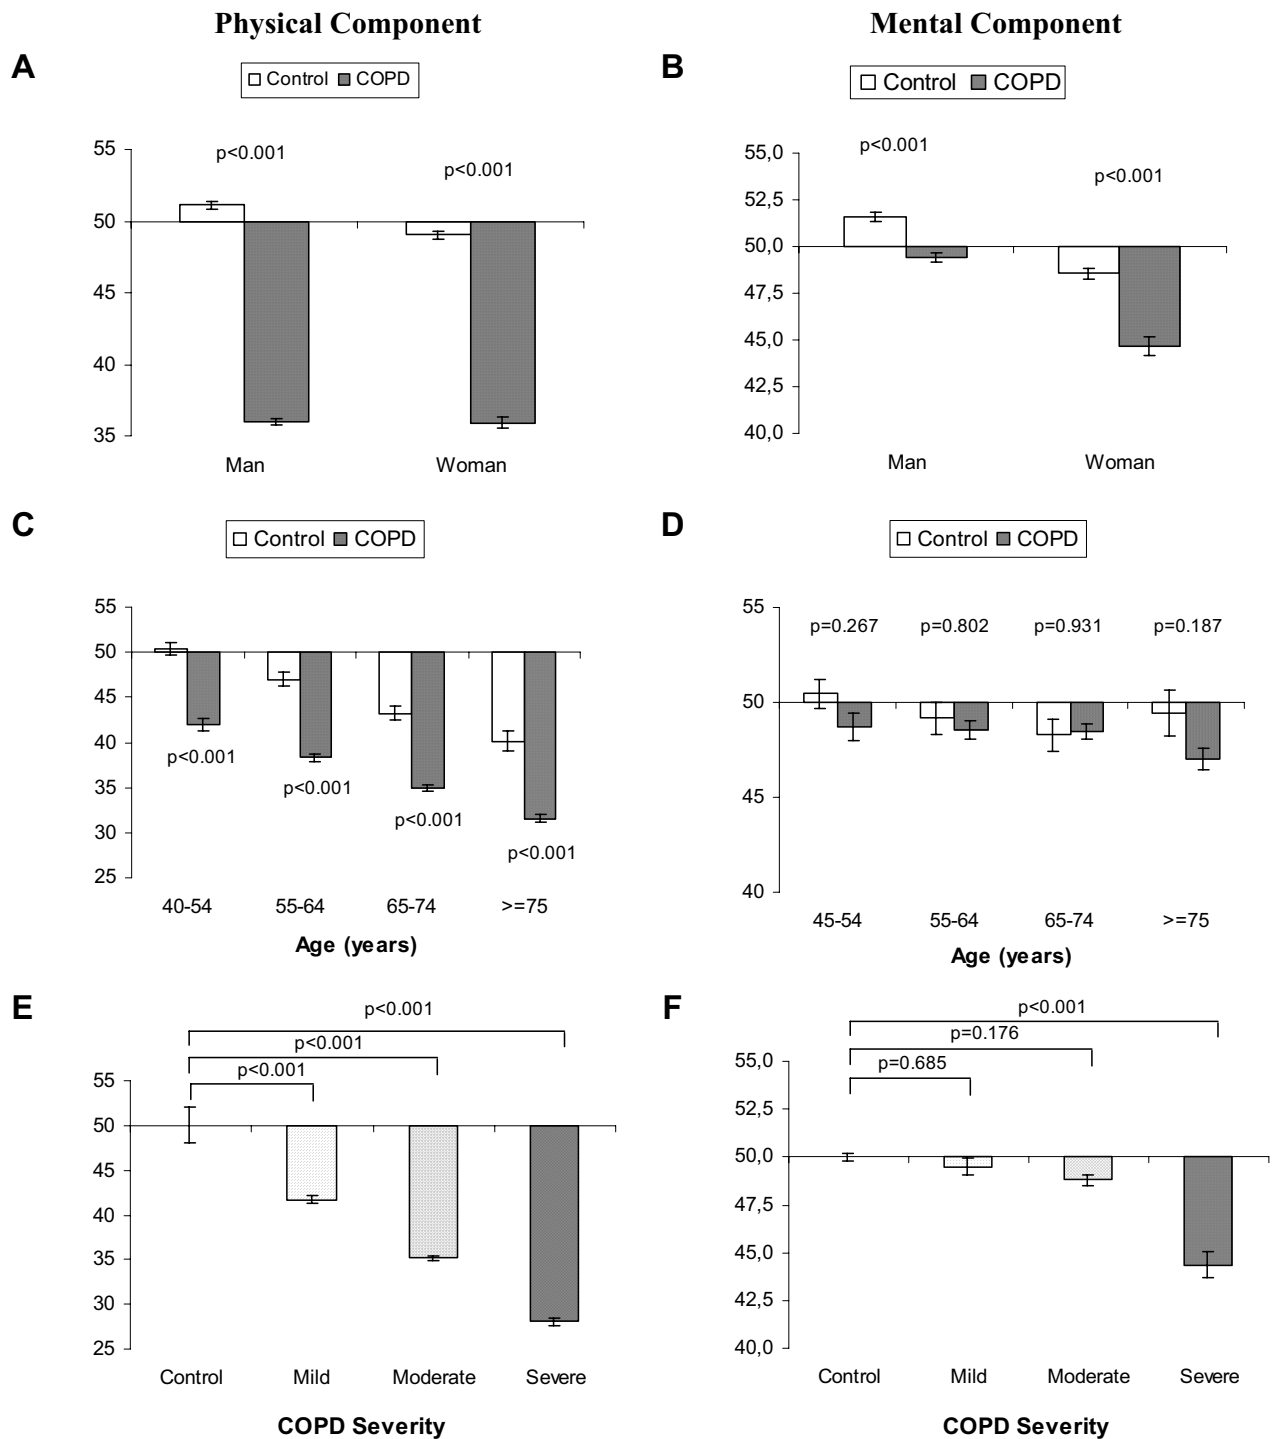 Physical Component
Mental Component
A
Control COPD
55
50
45
40
35
p<0.001
p<0.001
Man Woman
B
Control COPD
55,0
52,5
50,0
47,5
45,0
42,5
40,0
p<0.001
p<0.001
Man Woman
C
Control COPD
55
50
45
40
35
30
25
p<0.001
p<0.001
p<0.001
p<0.001
40-54 55-64 65-74 >=75
Age (years)
D
Control COPD
55
50
45
40
p=0.267 p=0.802 p=0.931 p=0.187
45-54 55-64 65-74 >=75
Age (years)
E
p<0.001
p<0.001
p<0.001
55
50
45
40
35
30
25
Control Mild Moderate Severe
COPD Severity
F
p<0.001
p=0.176
p=0.685
55,0
52,5
50,0
47,5
45,0
42,5
40,0
Control Mild Moderate Severe
COPD Severity